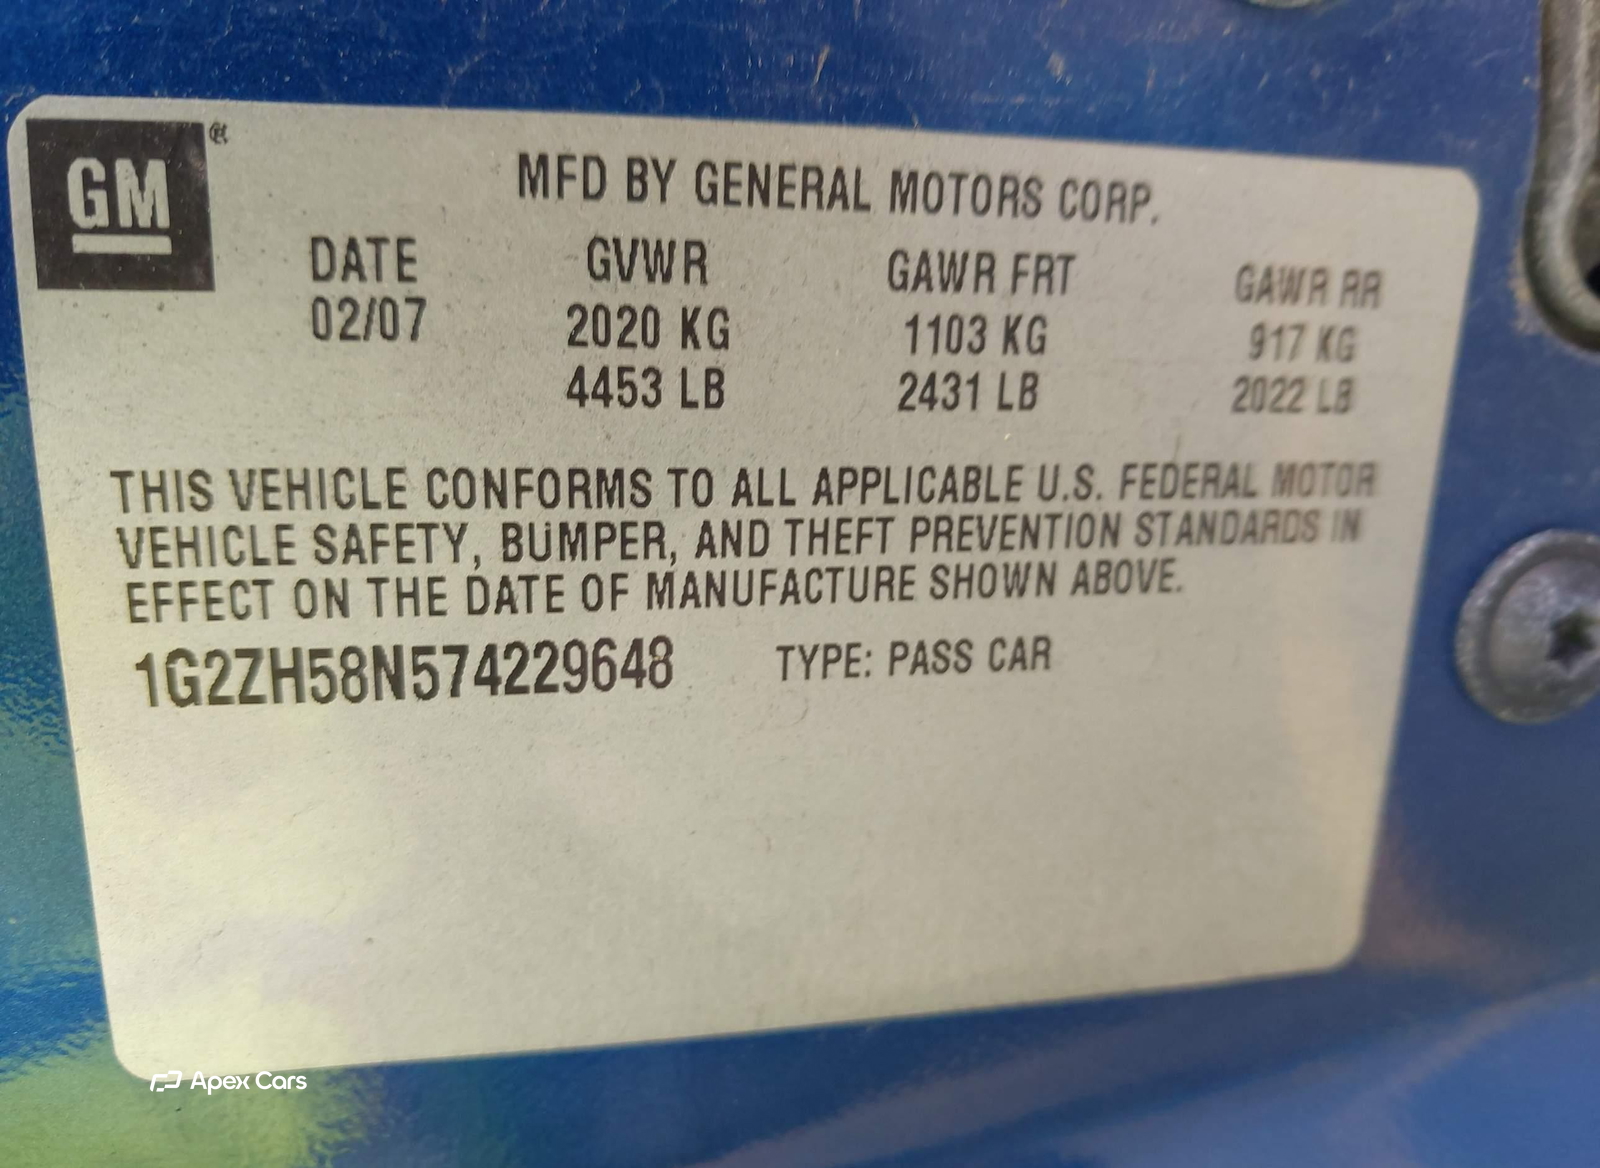 GM ®
MFD BY GENERAL MOTORS CORP.
DATE GVWR GAWR FRT GAWR RR
02/07 2020 KG 1103 KG 917 KG
4453 LB 2431 LB 2022 LB
THIS VEHICLE CONFORMS TO ALL APPLICABLE U.S. FEDERAL MOTOR
VEHICLE SAFETY, BUMPER, AND THEFT PREVENTION STANDARDS IN
EFFECT ON THE DATE OF MANUFACTURE SHOWN ABOVE.
1G2ZH58N574229648 TYPE: PASS CAR
Apex Cars